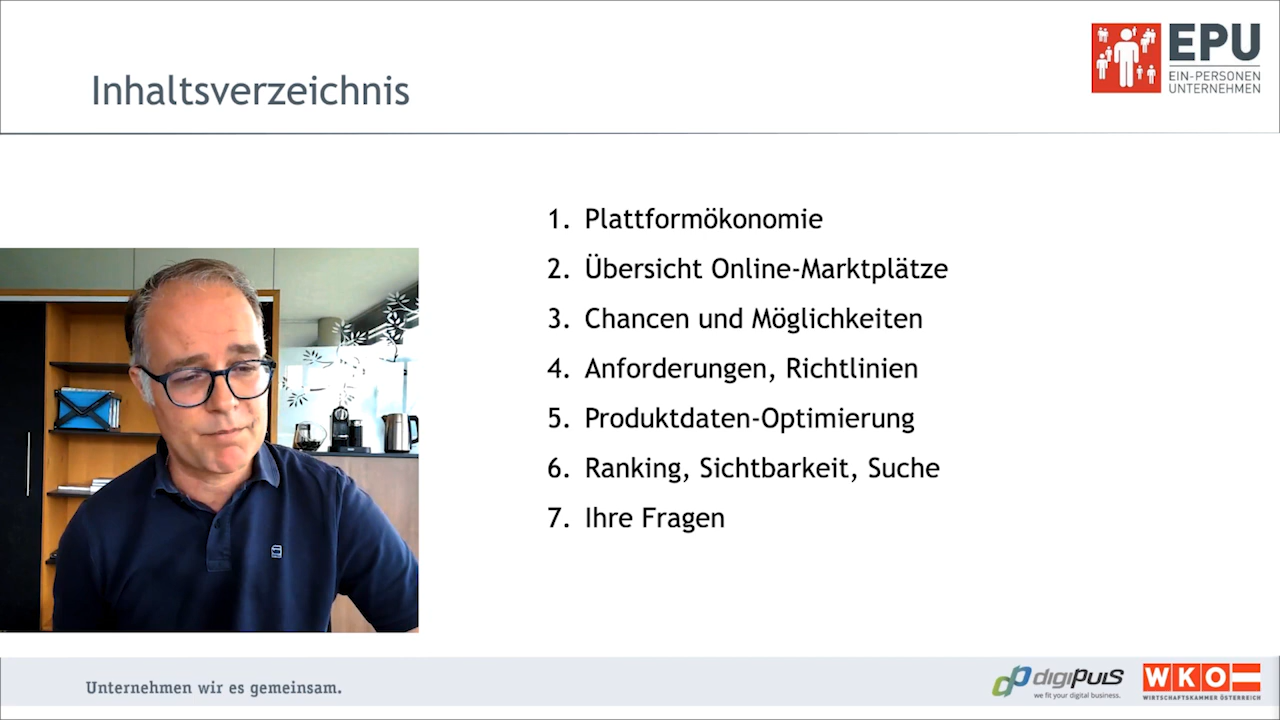 Inhaltsverzeichnis
EPU
EIN-PERSONEN
UNTERNEHMEN
1. Plattformökonomie
2. Übersicht Online-Marktplätze
3. Chancen und Möglichkeiten
4. Anforderungen, Richtlinien
5. Produktdaten-Optimierung
6. Ranking, Sichtbarkeit, Suche
7. Ihre Fragen
Unternehmen wir es gemeinsam.
digiPULS
we fit your digital business.
WKO
WIRTSCHAFTSKAMMER ÖSTERREICH